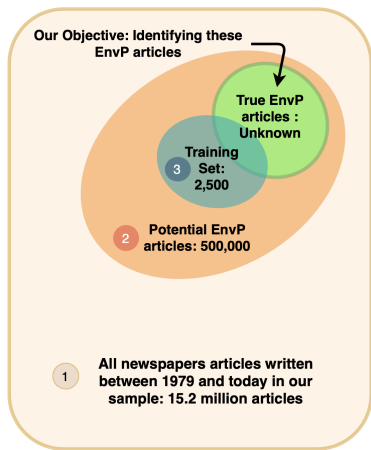 Our Objective: Identifying these
EnvP articles
True EnvP
articles :
Unknown
Training
Set:
2,500
3
Potential EnvP
articles: 500,000
2
All newspapers articles written
between 1979 and today in our
sample: 15.2 million articles
1